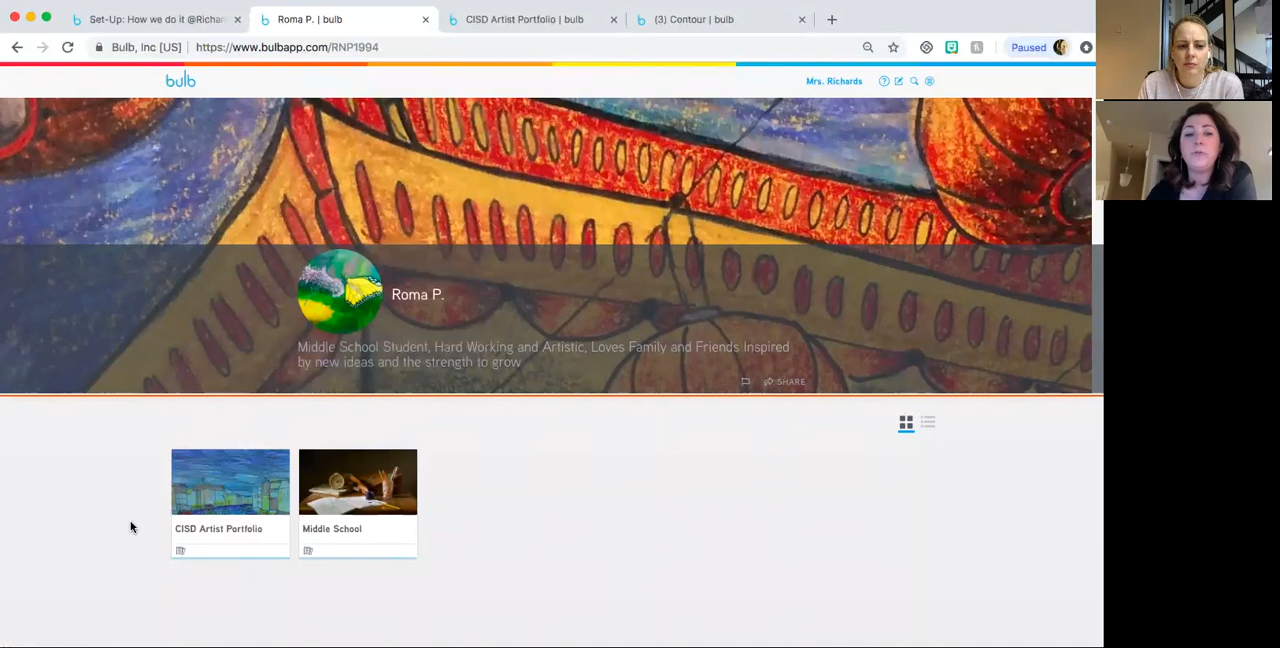 Set-Up: How we do it @Richar
Roma P. | bulb
CISD Artist Portfolio | bulb
(3) Contour | bulb
Bulb, Inc [US]
https://www.bulbapp.com/RNP1994
Paused
bulb
Mrs. Richards
Roma P.
Middle School Student, Hard Working and Artistic, Loves Family and Friends Inspired
by new ideas and the strength to grow
SHARE
CISD Artist Portfolio
Middle School